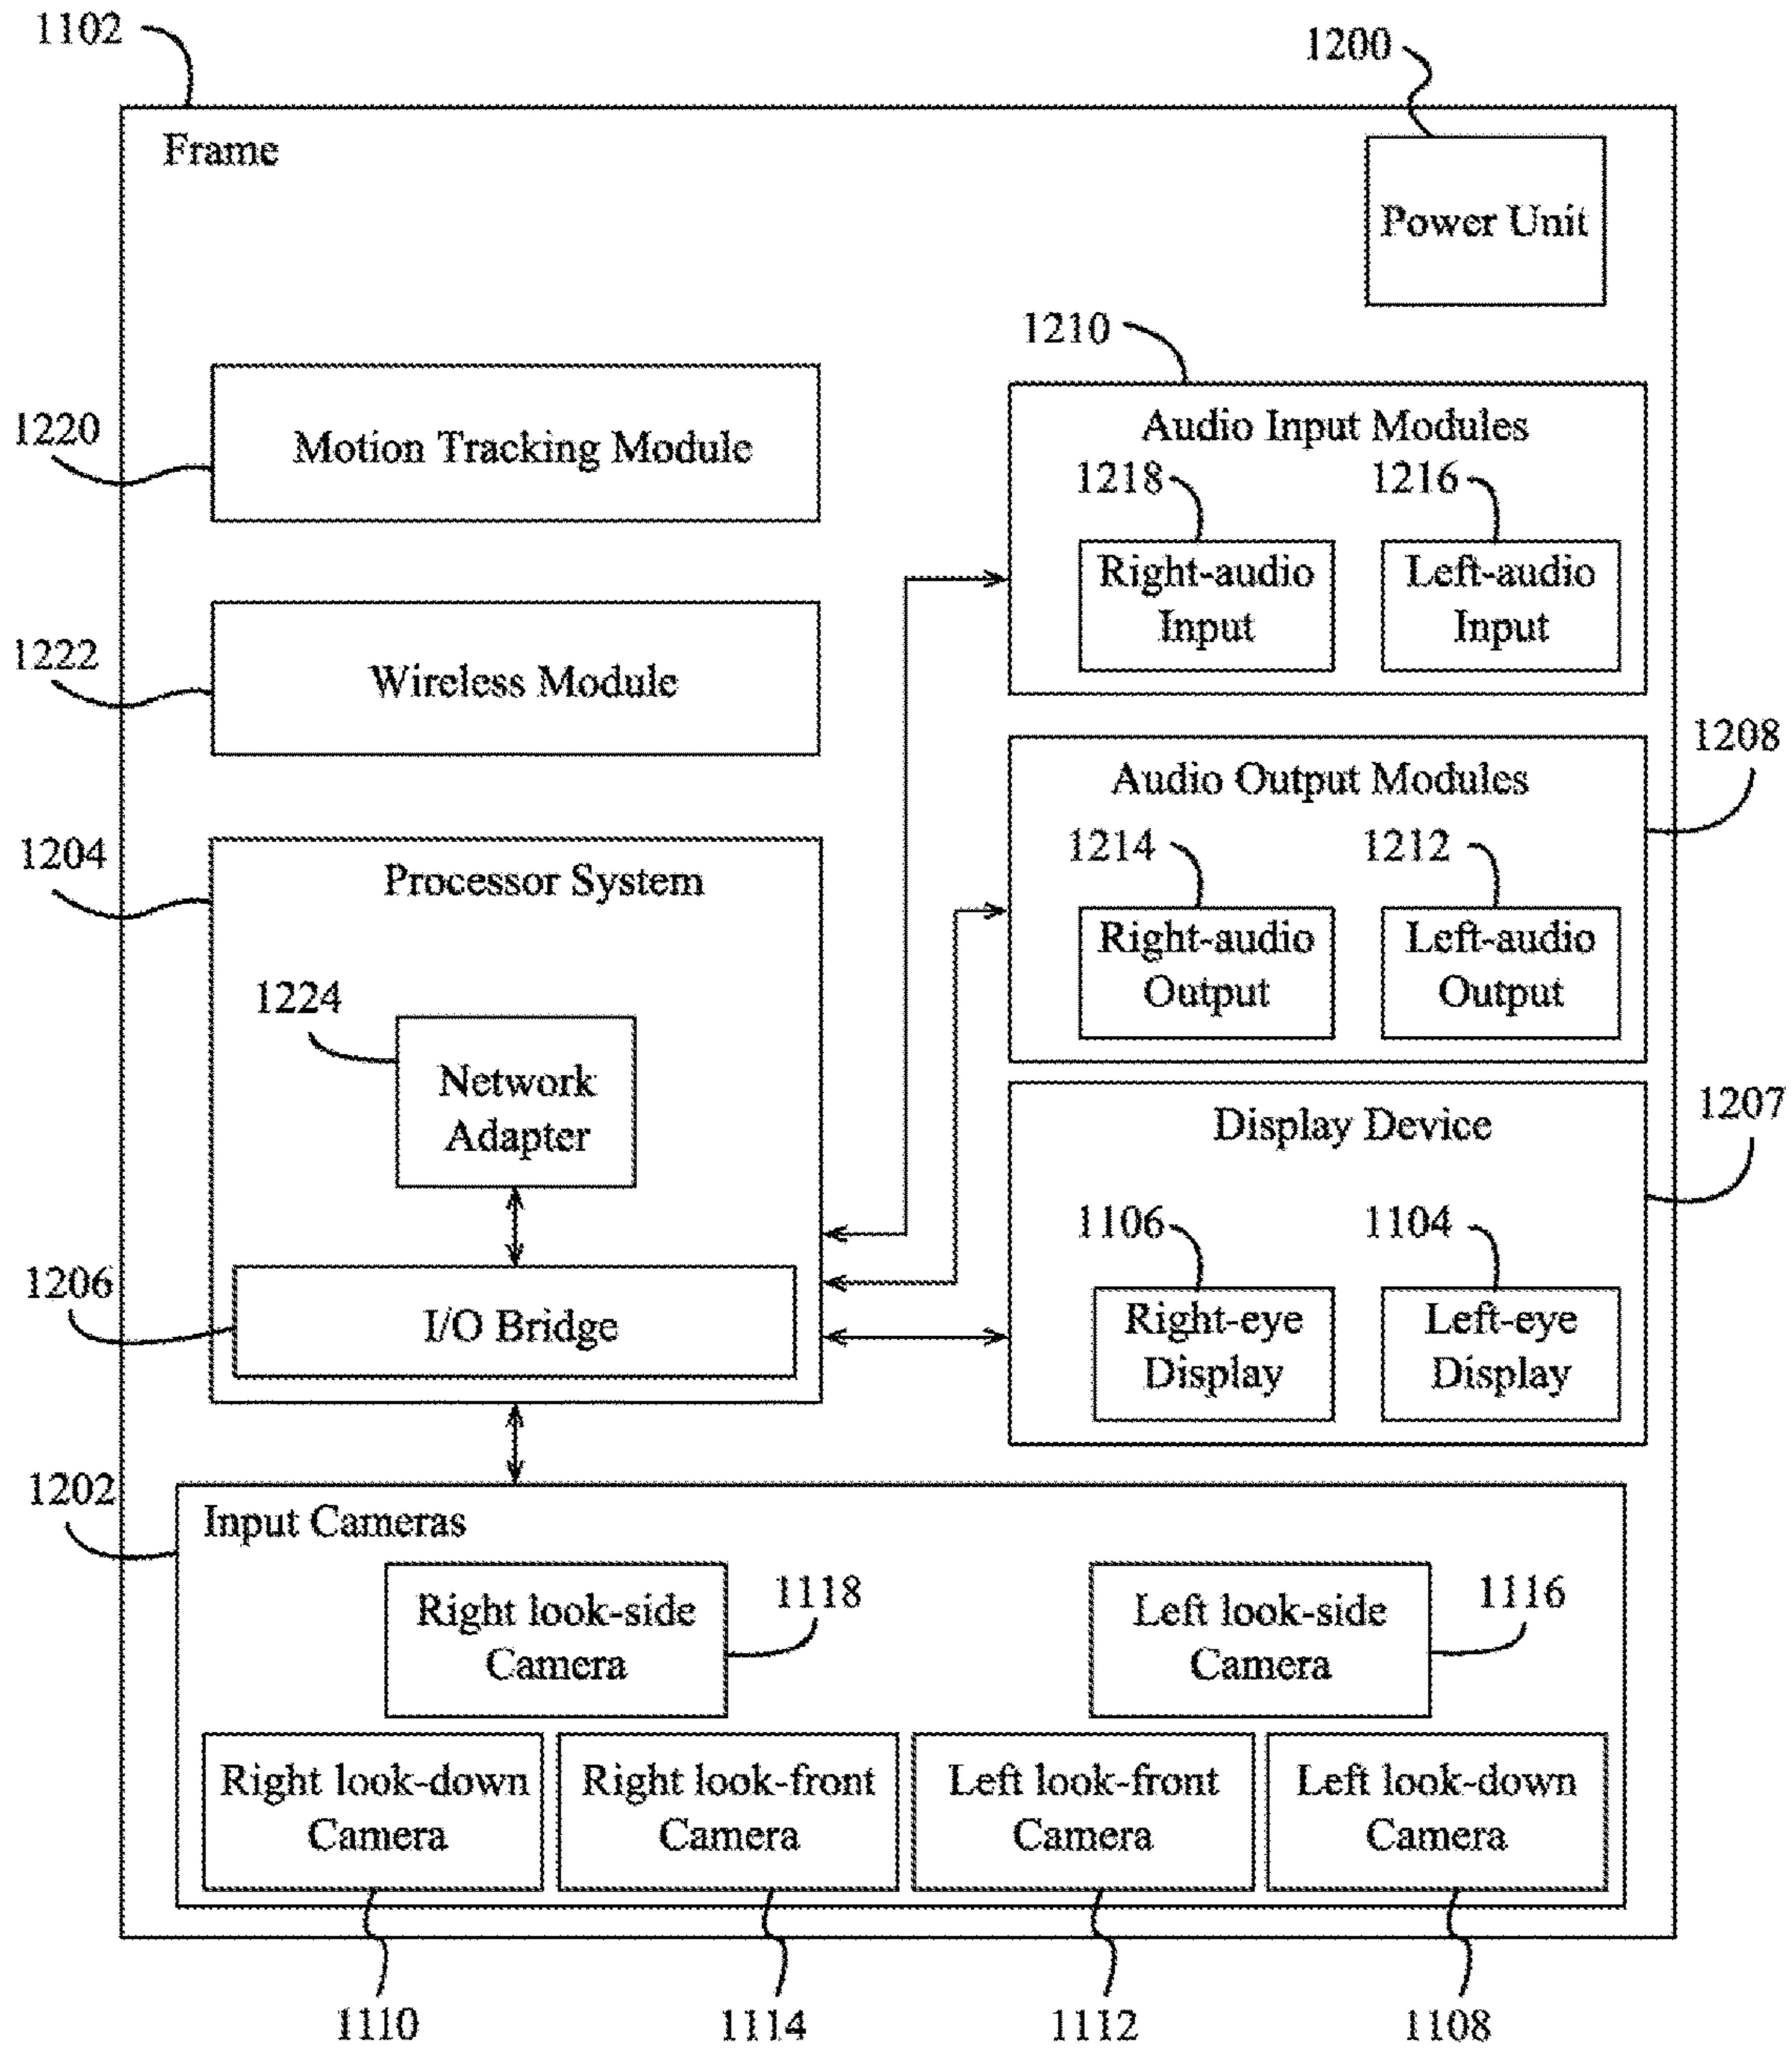 1102
1200
Frame
Power Unit
1210
1220
Motion Tracking Module
Audio Input Modules
1218
1216
Right-audio
Input
Left-audio
Input
1222
Wireless Module
1208
Audio Output Modules
1214
1212
Right-audio
Output
Left-audio
Output
1204
Processor System
1224
Network
Adapter
1207
Display Device
1106
1104
Right-eye
Display
Left-eye
Display
1206
I/O Bridge
1202
Input Cameras
Right look-side
Camera
1118
Left look-side
Camera
1116
Right look-down
Camera
Right look-front
Camera
Left look-front
Camera
Left look-down
Camera
1110
1114
1112
1108